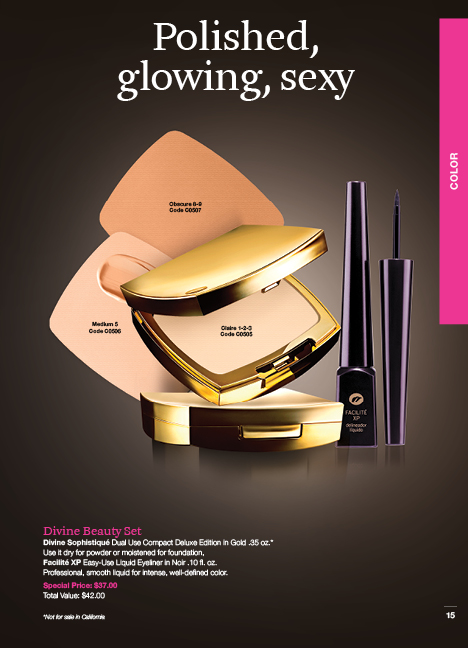 Polished,
glowing, sexy
COLOR
Obscure 8-9
Code C0507
Medium 5
Code C0506
Claire 1-2-3
Code C0505
FACILITÉ
XP
delineador
líquido
Divine Beauty Set
Divine Sophistiqué Dual Use Compact Deluxe Edition in Gold .35 oz.*
Use it dry for powder or moistened for foundation,
Facilité XP Easy-Use Liquid Eyeliner in Noir .10 fl. oz.
Professional, smooth liquid for intense, well-defined color.
Special Price: $37.00
Total Value: $42.00
*Not for sale in California
15